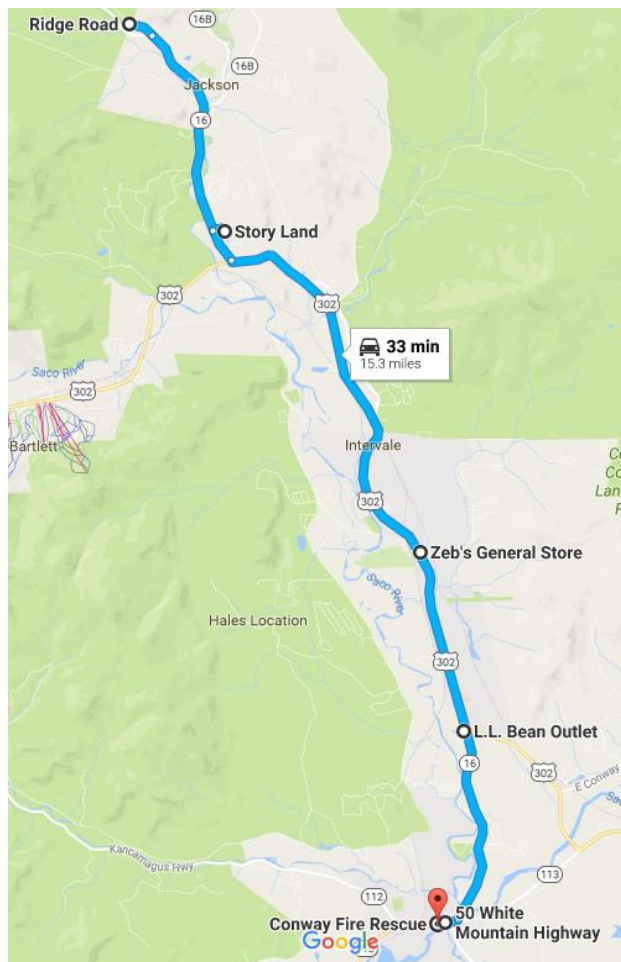 Ridge Road
16B
16B
Jackson
16
Story Land
302
302
33 min
15.3 miles
Saco River
302
Bartlett
Intervale
302
Zeb's General Store
Saco River
Hales Location
302
L.L. Bean Outlet
16
302
E Conway
Kancamagus Hwy
113
112
50 White
Mountain Highway
Conway Fire Rescue
Google